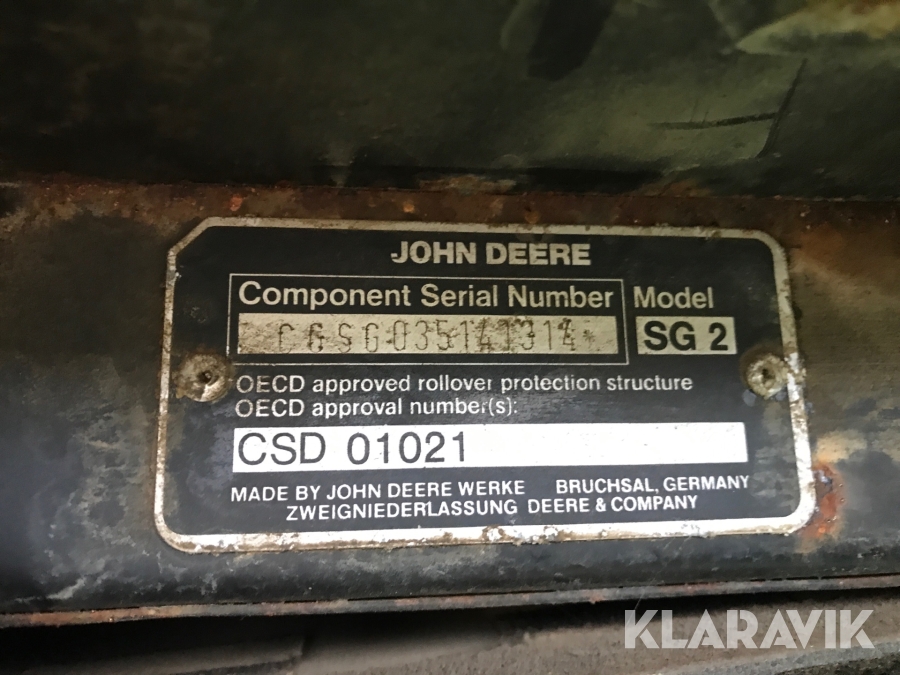 JOHN DEERE
Component Serial Number
Model
CGSG035141314*
SG 2
OECD approved rollover protection structure
OECD approval number(s):
CSD 01021
MADE BY JOHN DEERE WERKE BRUCHSAL, GERMANY
ZWEIGNIEDERLASSUNG DEERE & COMPANY
KLARAVIK